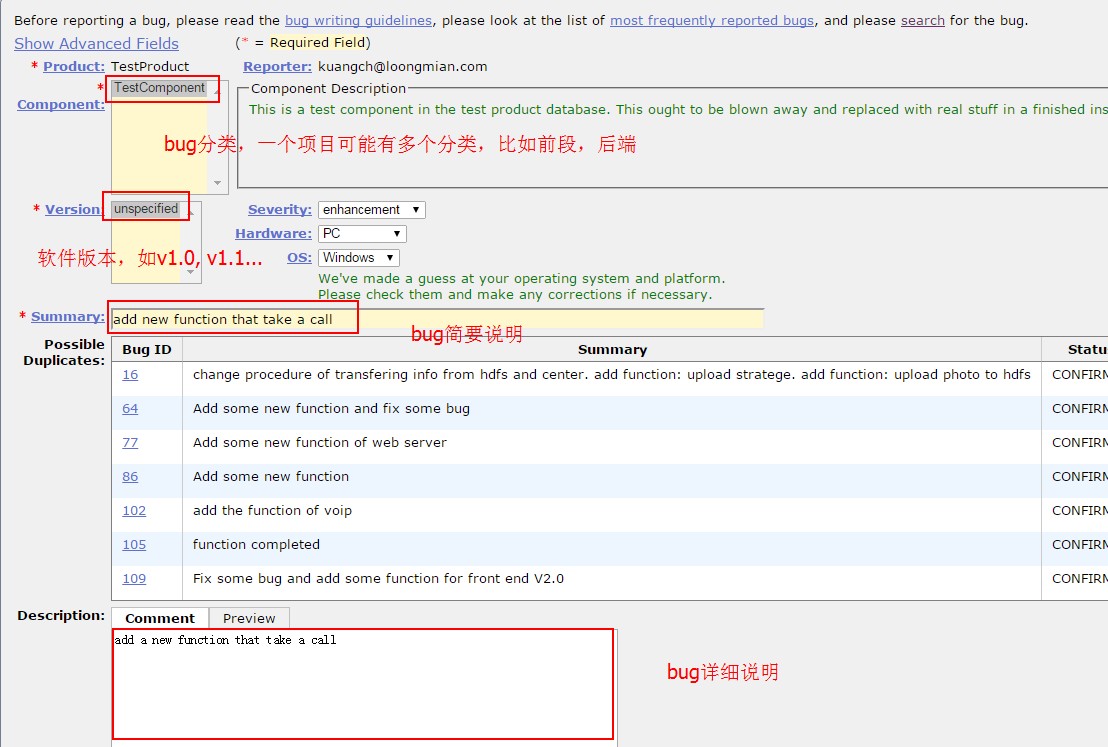 Before reporting a bug, please read the bug writing guidelines, please look at the list of most frequently reported bugs, and please search for the bug.
Show Advanced Fields (* = Required Field)
* Product: TestProduct Reporter: kuangch@loongmian.com
* Component: TestComponent
Component Description
This is a test component in the test product database. This ought to be blown away and replaced with real stuff in a finished ins
bug分类，一个项目可能有多个分类，比如前段，后端
* Version: unspecified Severity: enhancement
Hardware: PC
软件版本，如v1.0, v1.1... OS: Windows
We've made a guess at your operating system and platform.
Please check them and make any corrections if necessary.
* Summary: add new function that take a call
bug简要说明
Possible Duplicates:
Bug ID Summary Statu
16 change procedure of transfering info from hdfs and center. add function: upload stratege. add function: upload photo to hdfs CONFIRM
64 Add some new function and fix some bug CONFIRM
77 Add some new function of web server CONFIRM
86 Add some new function CONFIRM
102 add the function of voip CONFIRM
105 function completed CONFIRM
109 Fix some bug and add some function for front end V2.0 CONFIRM
Description: Comment Preview
add a new function that take a call
bug详细说明